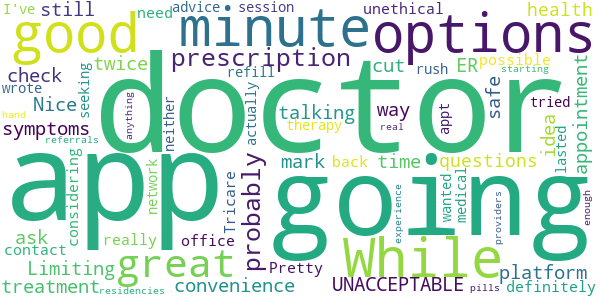 I've still advice session unethical health
good minute options
wrote need
twice prescription possible
check seeking refill cut rush ER starting
Nice doctor safe
hand symptoms neither anything actually talking way appt tried idea lasted appointment
referrals therapy real
app going mark back time questions
considering network probably Tricare wanted medical
ask really office experience providers enough
contact great While
Limiting Pretty UNACCEPTABLE platform
treatment convenience pills definitely
residencies